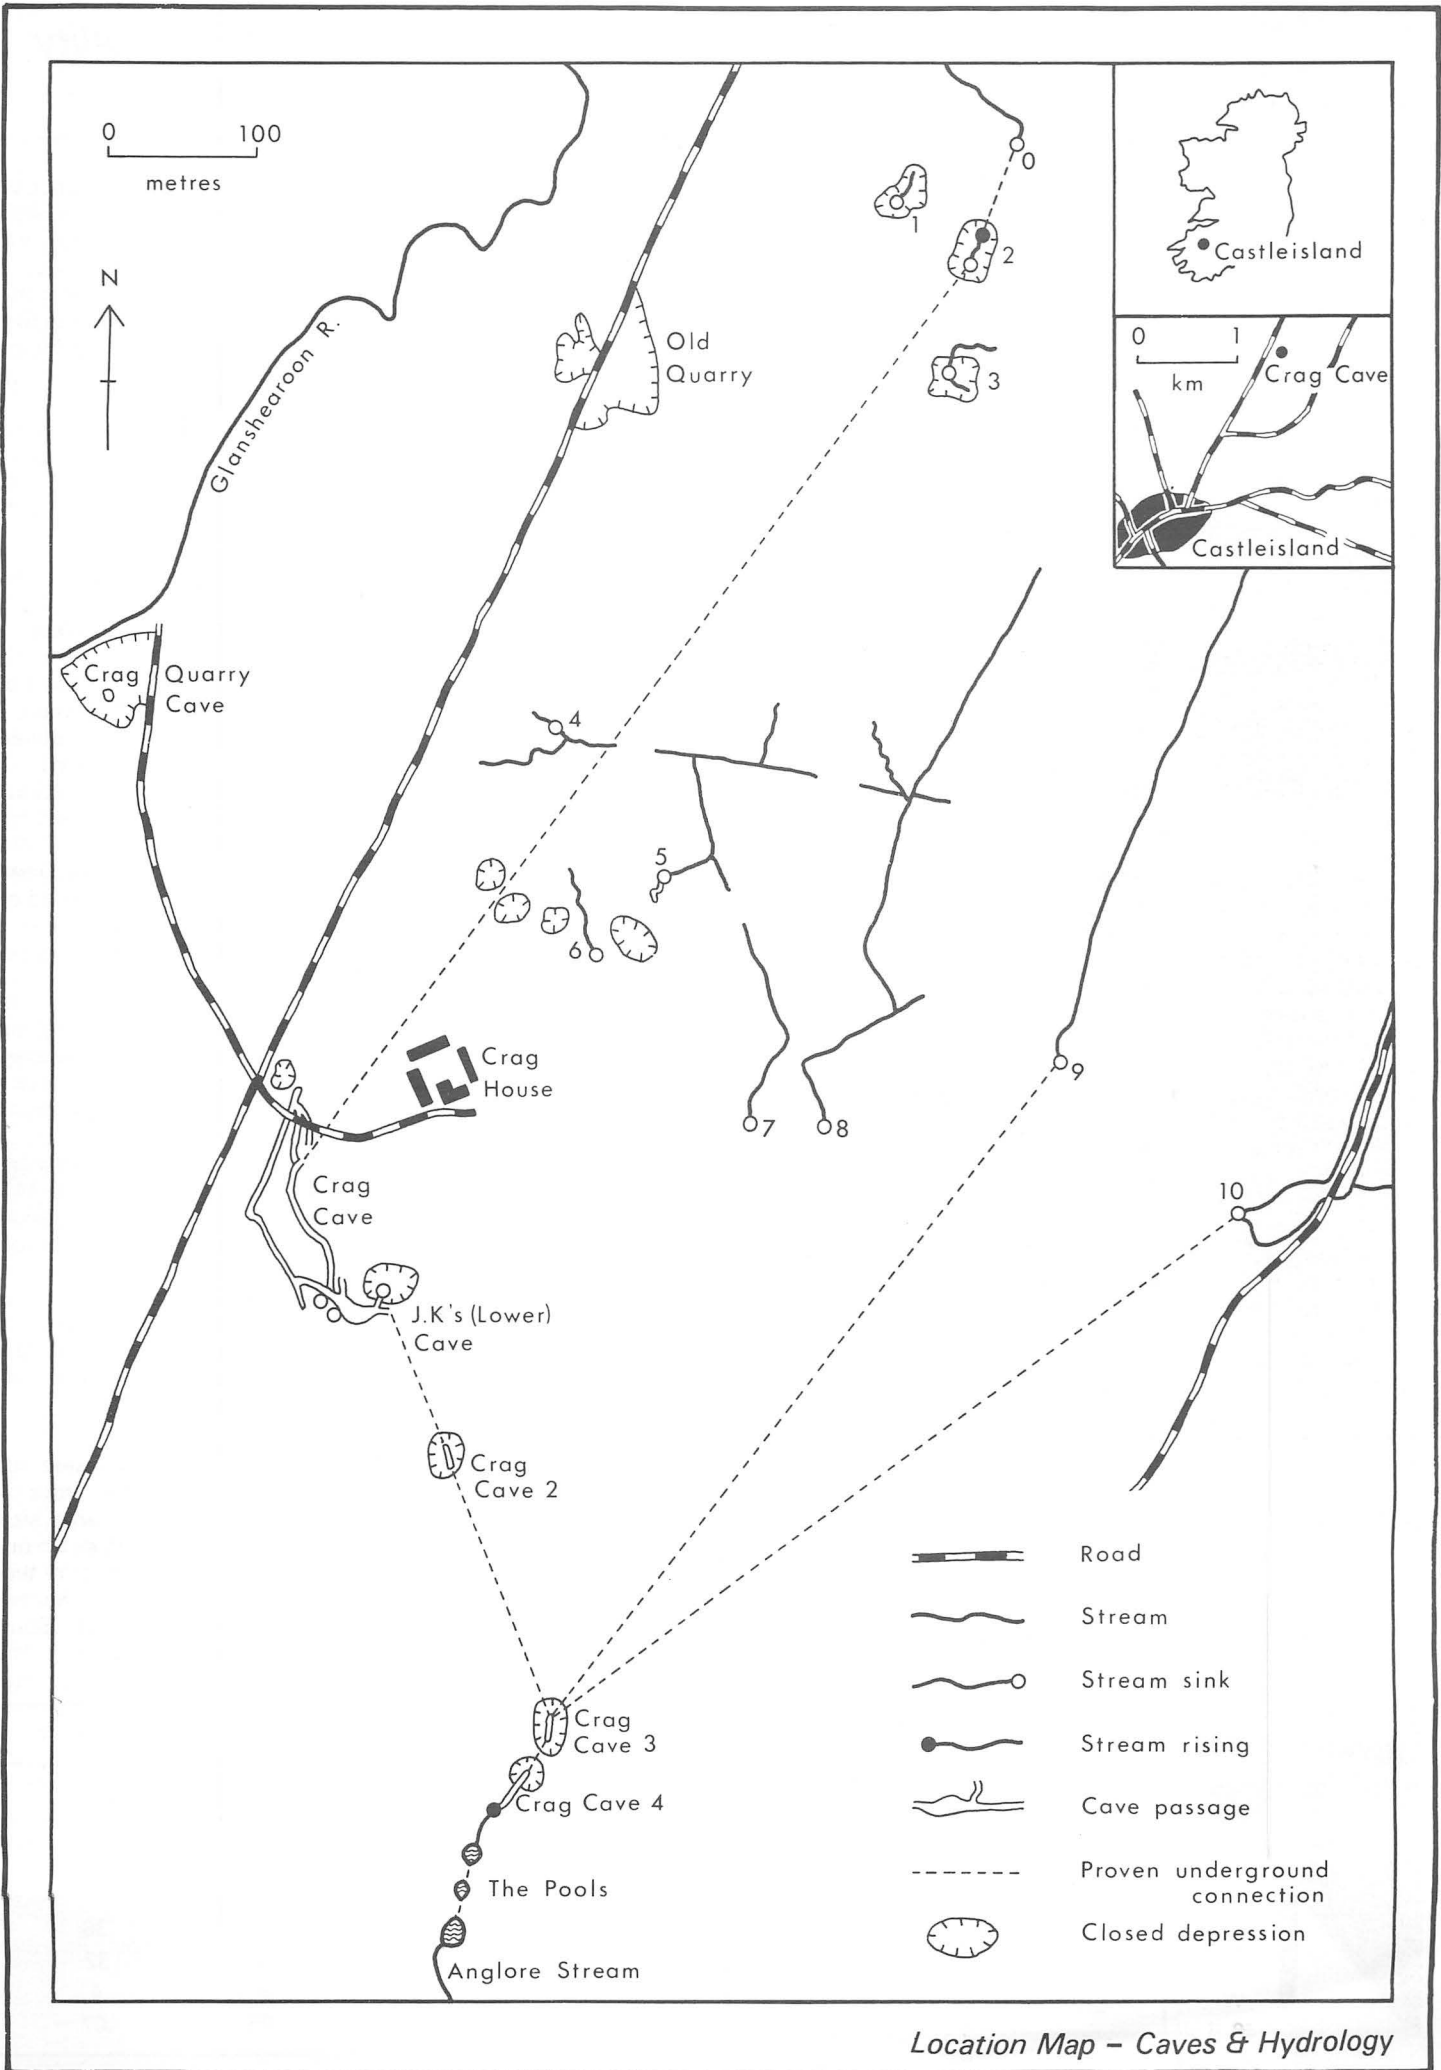 0 100
metres
N
Glanshearoon R.
Old
Quarry
0
1
2
3
Castleisland
0 1
km
Crag Cave
Castleisland
Crag Quarry
Cave
4
5
6
7
8
9
10
Crag
House
Crag
Cave
J.K's (Lower)
Cave
Crag
Cave 2
Crag
Cave 3
Crag Cave 4
The Pools
Anglore Stream
Road
Stream
Stream sink
Stream rising
Cave passage
Proven underground
connection
Closed depression
Location Map – Caves & Hydrology